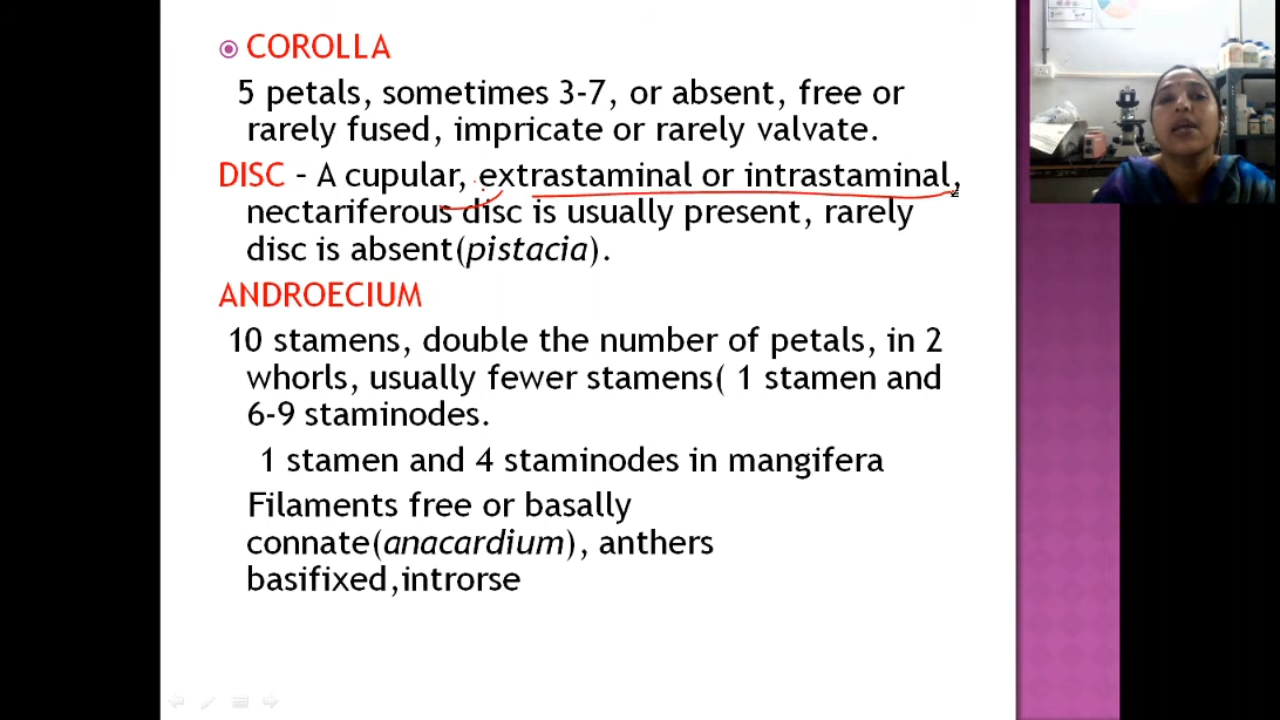 COROLLA
5 petals, sometimes 3-7, or absent, free or
rarely fused, impricate or rarely valvate.
DISC – A cupular, extrastaminal or intrastaminal,
nectariferous disc is usually present, rarely
disc is absent(pistacia).
ANDROECIUM
10 stamens, double the number of petals, in 2
whorls, usually fewer stamens( 1 stamen and
6-9 staminodes.
1 stamen and 4 staminodes in mangifera
Filaments free or basally
connate(anacardium), anthers
basifixed,introrse